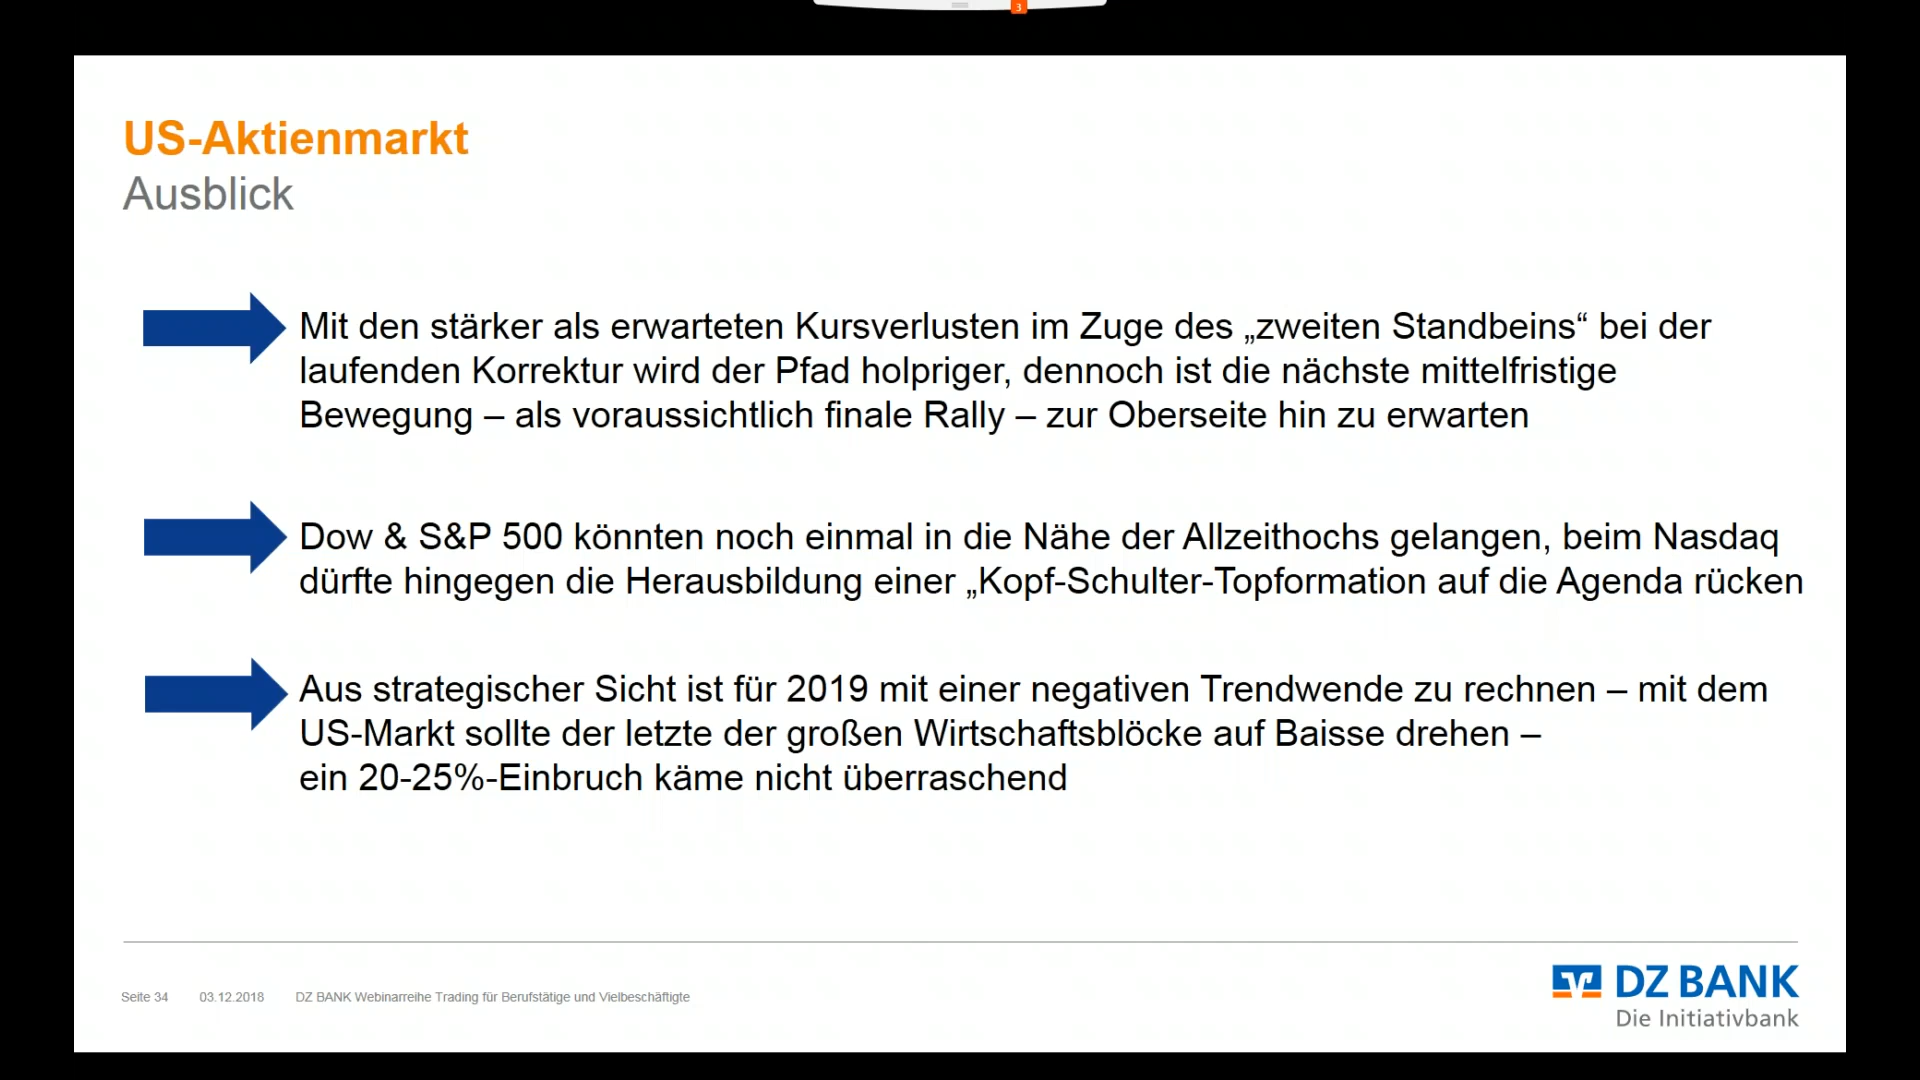 3
US-Aktienmarkt
Ausblick
Mit den stärker als erwarteten Kursverlusten im Zuge des „zweiten Standbeins“ bei der
laufenden Korrektur wird der Pfad holpriger, dennoch ist die nächste mittelfristige
Bewegung – als voraussichtlich finale Rally – zur Oberseite hin zu erwarten
Dow & S&P 500 könnten noch einmal in die Nähe der Allzeithochs gelangen, beim Nasdaq
dürfte hingegen die Herausbildung einer „Kopf-Schulter-Topformation auf die Agenda rücken
Aus strategischer Sicht ist für 2019 mit einer negativen Trendwende zu rechnen – mit dem
US-Markt sollte der letzte der großen Wirtschaftsblöcke auf Baisse drehen –
ein 20-25%-Einbruch käme nicht überraschend
Seite 34 03.12.2018 DZ BANK Webinarreihe Trading für Berufstätige und Vielbeschäftigte
DZ BANK
Die Initiativbank